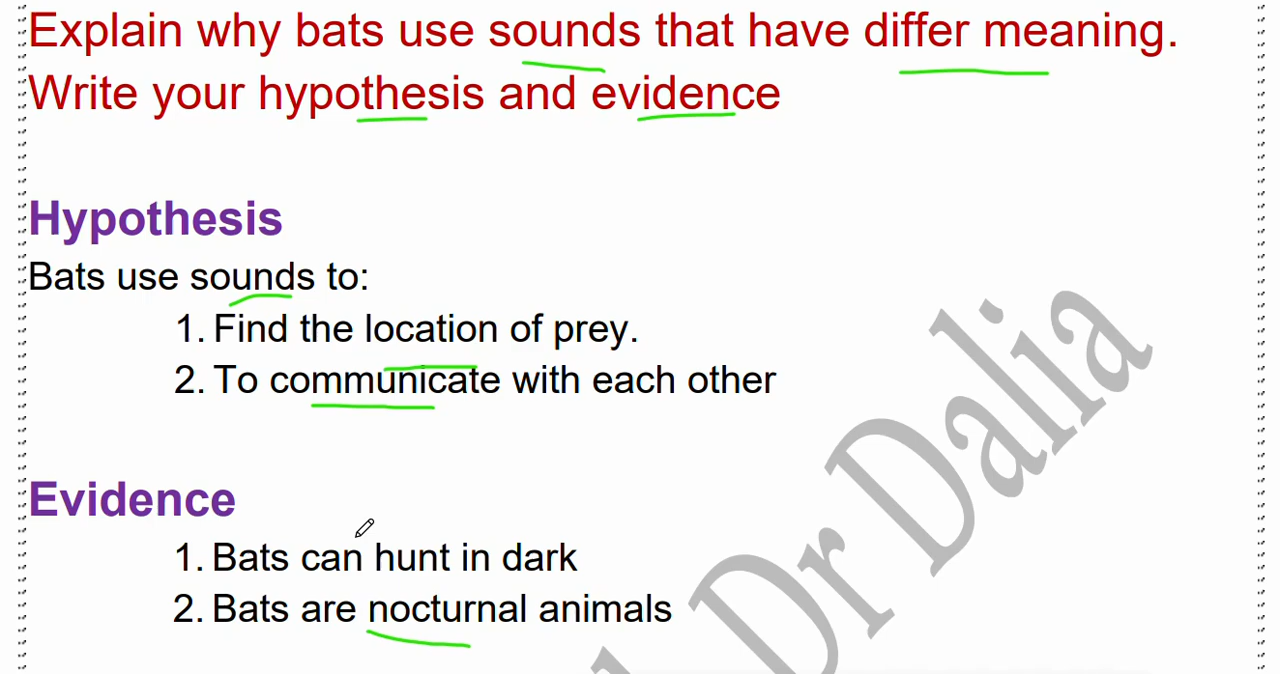 Explain why bats use sounds that have differ meaning.
Write your hypothesis and evidence
Hypothesis
Bats use sounds to:
1. Find the location of prey.
2. To communicate with each other
Evidence
1. Bats can hunt in dark
2. Bats are nocturnal animals
Dr Dalia